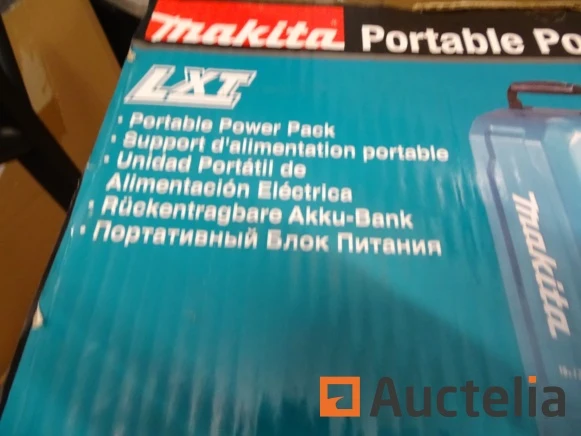 makita Portable Po
LXT
· Portable Power Pack
· Support d'alimentation portable
· Unidad Portátil de
Alimentación Eléctrica
· Rückentragbare Akku-Bank
· Портативный Блок Питания
makita
Auctelia